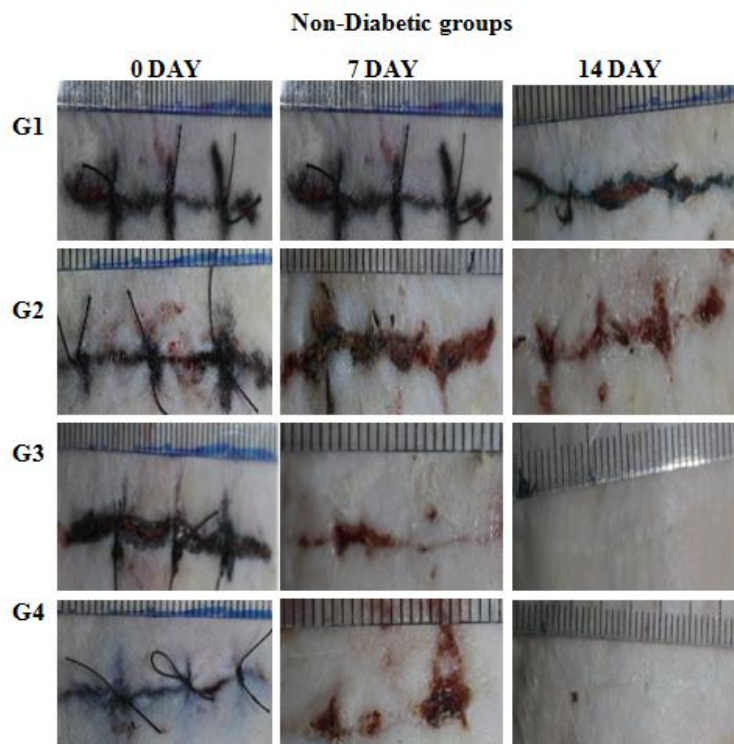 Non-Diabetic groups
0 DAY 7 DAY 14 DAY
G1
G2
G3
G4